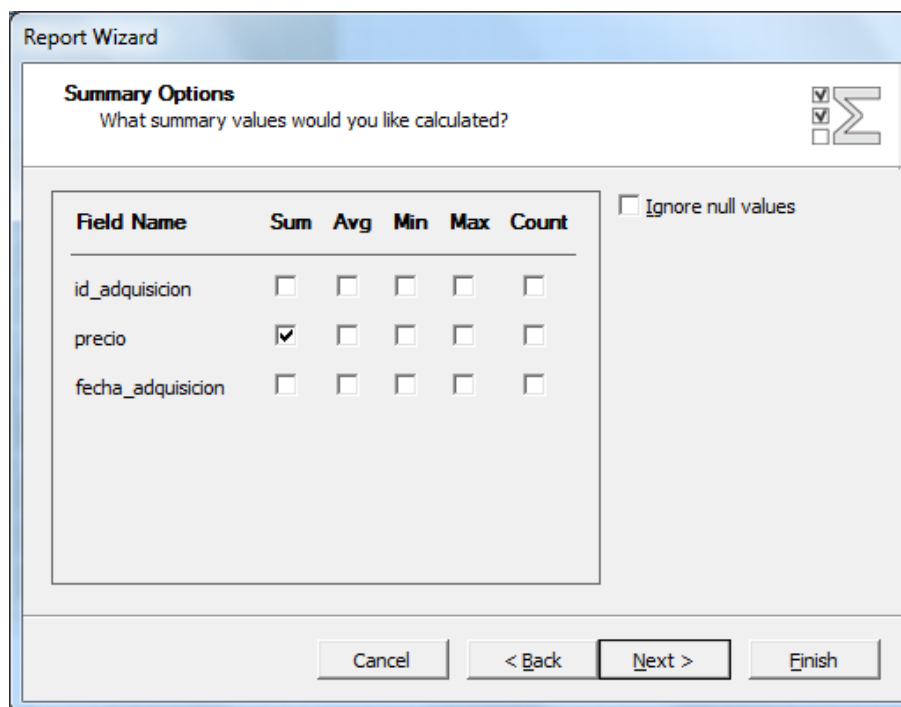 Report Wizard
Summary Options
What summary values would you like calculated?
Field Name Sum Avg Min Max Count
Ignore null values
id_adquisicion
precio
fecha_adquisicion
Cancel < Back Next > Finish